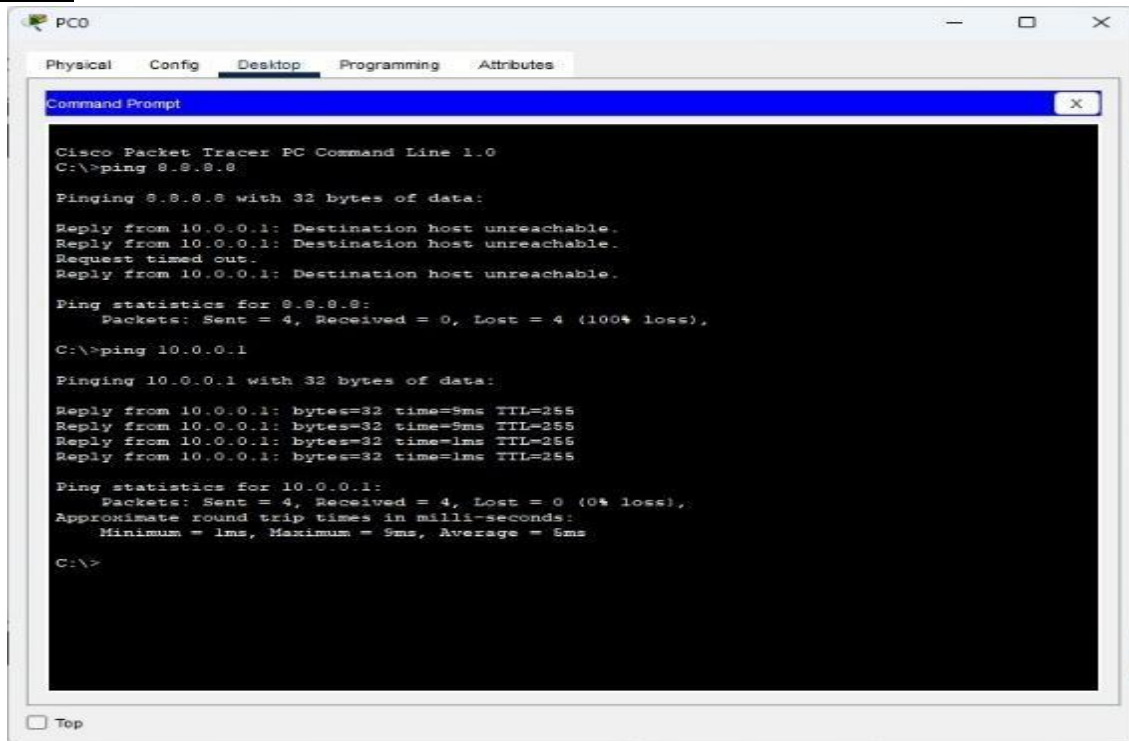 PC0
Physical Config Desktop Programming Attributes
Command Prompt
X
Cisco Packet Tracer PC Command Line 1.0
C:\>ping 8.8.8.8
Pinging 8.8.8.8 with 32 bytes of data:
Reply from 10.0.0.1: Destination host unreachable.
Reply from 10.0.0.1: Destination host unreachable.
Request timed out.
Reply from 10.0.0.1: Destination host unreachable.
Ping statistics for 8.8.8.8:
Packets: Sent = 4, Received = 0, Lost = 4 (100% loss),
C:\>ping 10.0.0.1
Pinging 10.0.0.1 with 32 bytes of data:
Reply from 10.0.0.1: bytes=32 time=9ms TTL=255
Reply from 10.0.0.1: bytes=32 time=9ms TTL=255
Reply from 10.0.0.1: bytes=32 time=1ms TTL=255
Reply from 10.0.0.1: bytes=32 time=1ms TTL=255
Ping statistics for 10.0.0.1:
Packets: Sent = 4, Received = 4, Lost = 0 (0% loss),
Approximate round trip times in milli-seconds:
Minimum = 1ms, Maximum = 9ms, Average = 5ms
C:\>
Top